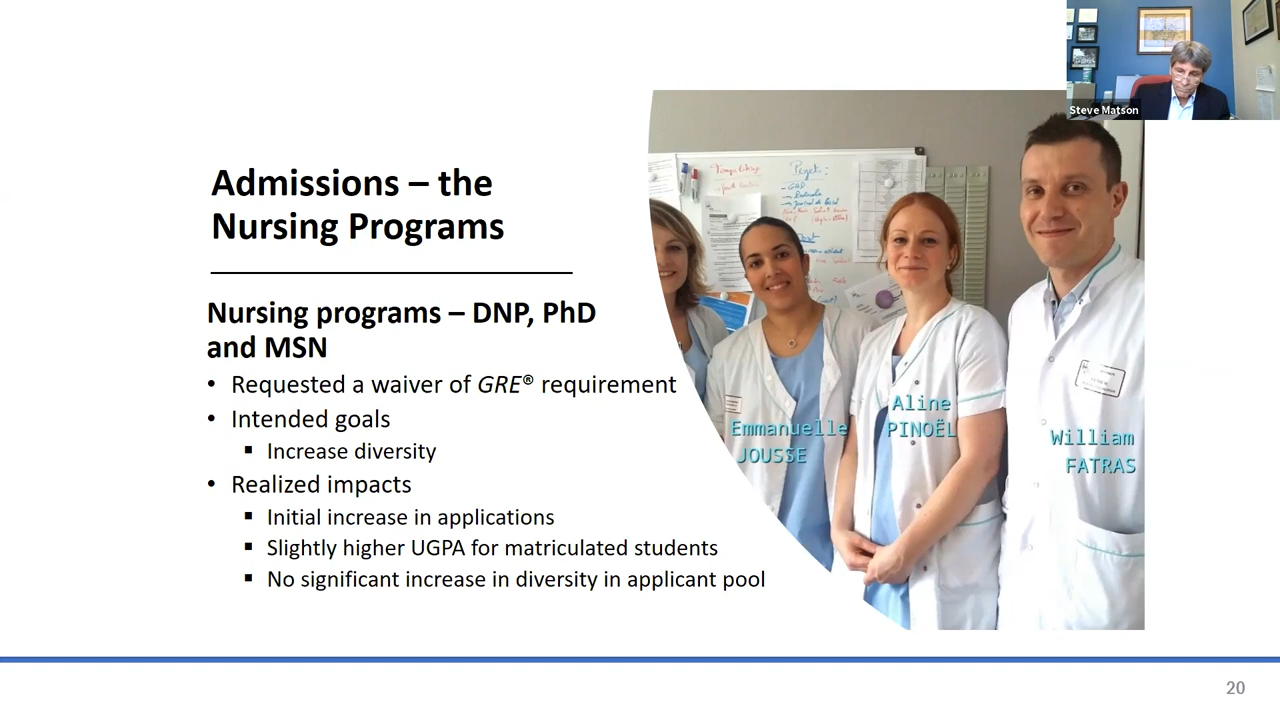 Steve Matson
Admissions – the
Nursing Programs
Nursing programs – DNP, PhD
and MSN
• Requested a waiver of GRE® requirement
• Intended goals
▪ Increase diversity
• Realized impacts
▪ Initial increase in applications
▪ Slightly higher UGPA for matriculated students
▪ No significant increase in diversity in applicant pool
Projet :
Emmanuelle
JOUSSE
Aline
PINOËL
William
FATRAS
20